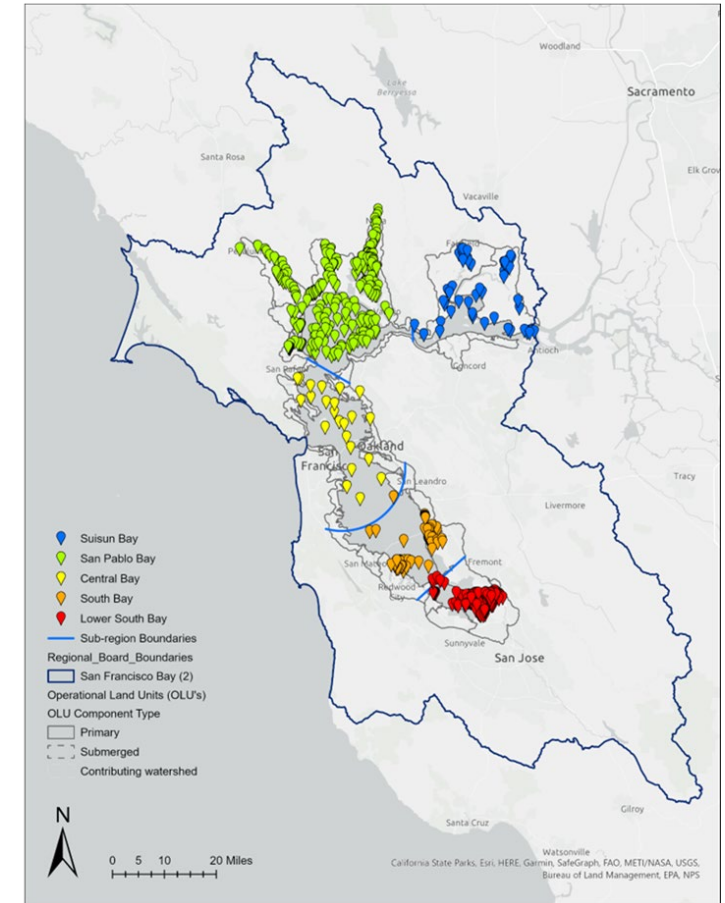 Woodland
Lake
Berryessa
Sacramento
Santa Rosa
Elk Grov
Vacaville
Antioch
Concord
San
Francisc
Oakland
San Leandro
Tracy
Livermore
Suisun Bay
San Pablo Bay
Central Bay
South Bay
Lower South Bay
Sub-region Boundaries
Regional_Board_Boundaries
San Francisco Bay (2)
Operational Land Units (OLU's)
OLU Component Type
Primary
Submerged
Contributing watershed
San Mateo
Fremont
Redwood
City
Sunnyvale
San Jose
Gilroy
Santa Cruz
Watsonville
N
0 5 10 20 Miles
California State Parks, Esri, HERE, Garmin, SafeGraph, FAO, METI/NASA, USGS,
Bureau of Land Management, EPA, NPS